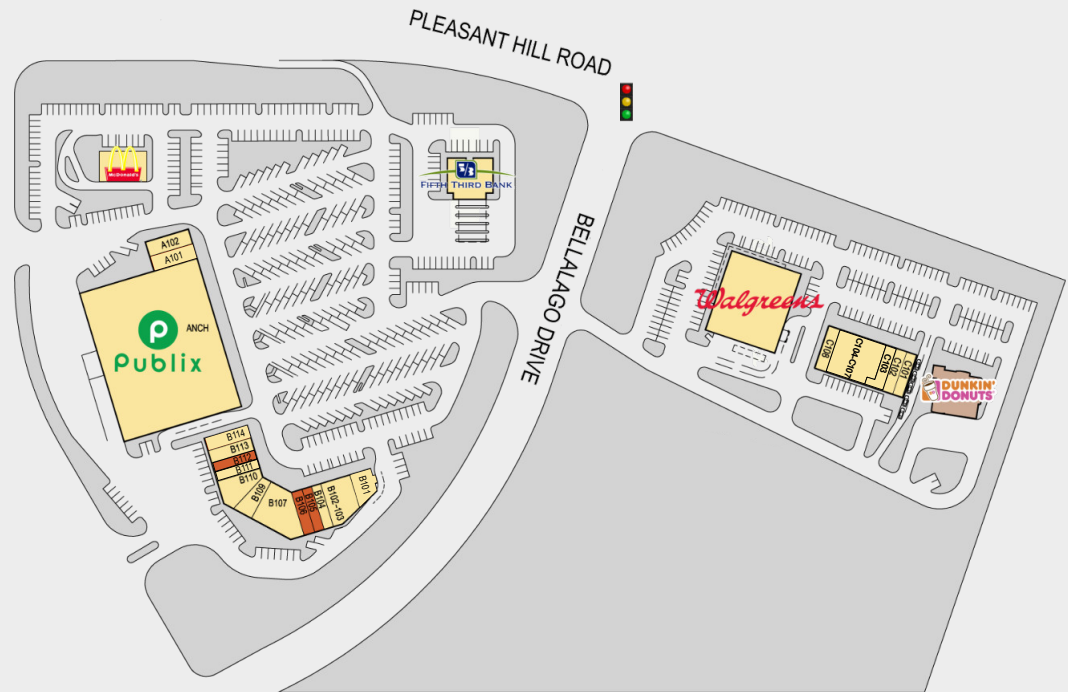 PLEASANT HILL ROAD
McDonald's
FIFTH THIRD BANK
BELLALAGO DRIVE
A102
A101
ANCH
P
Publix
Walgreens
C108
C104-C107
C103
C102
C101
DUNKIN'
DONUTS
B114
B113
B112
B111
B110
B109
B107
B106
B105
B104
B102-103
B101